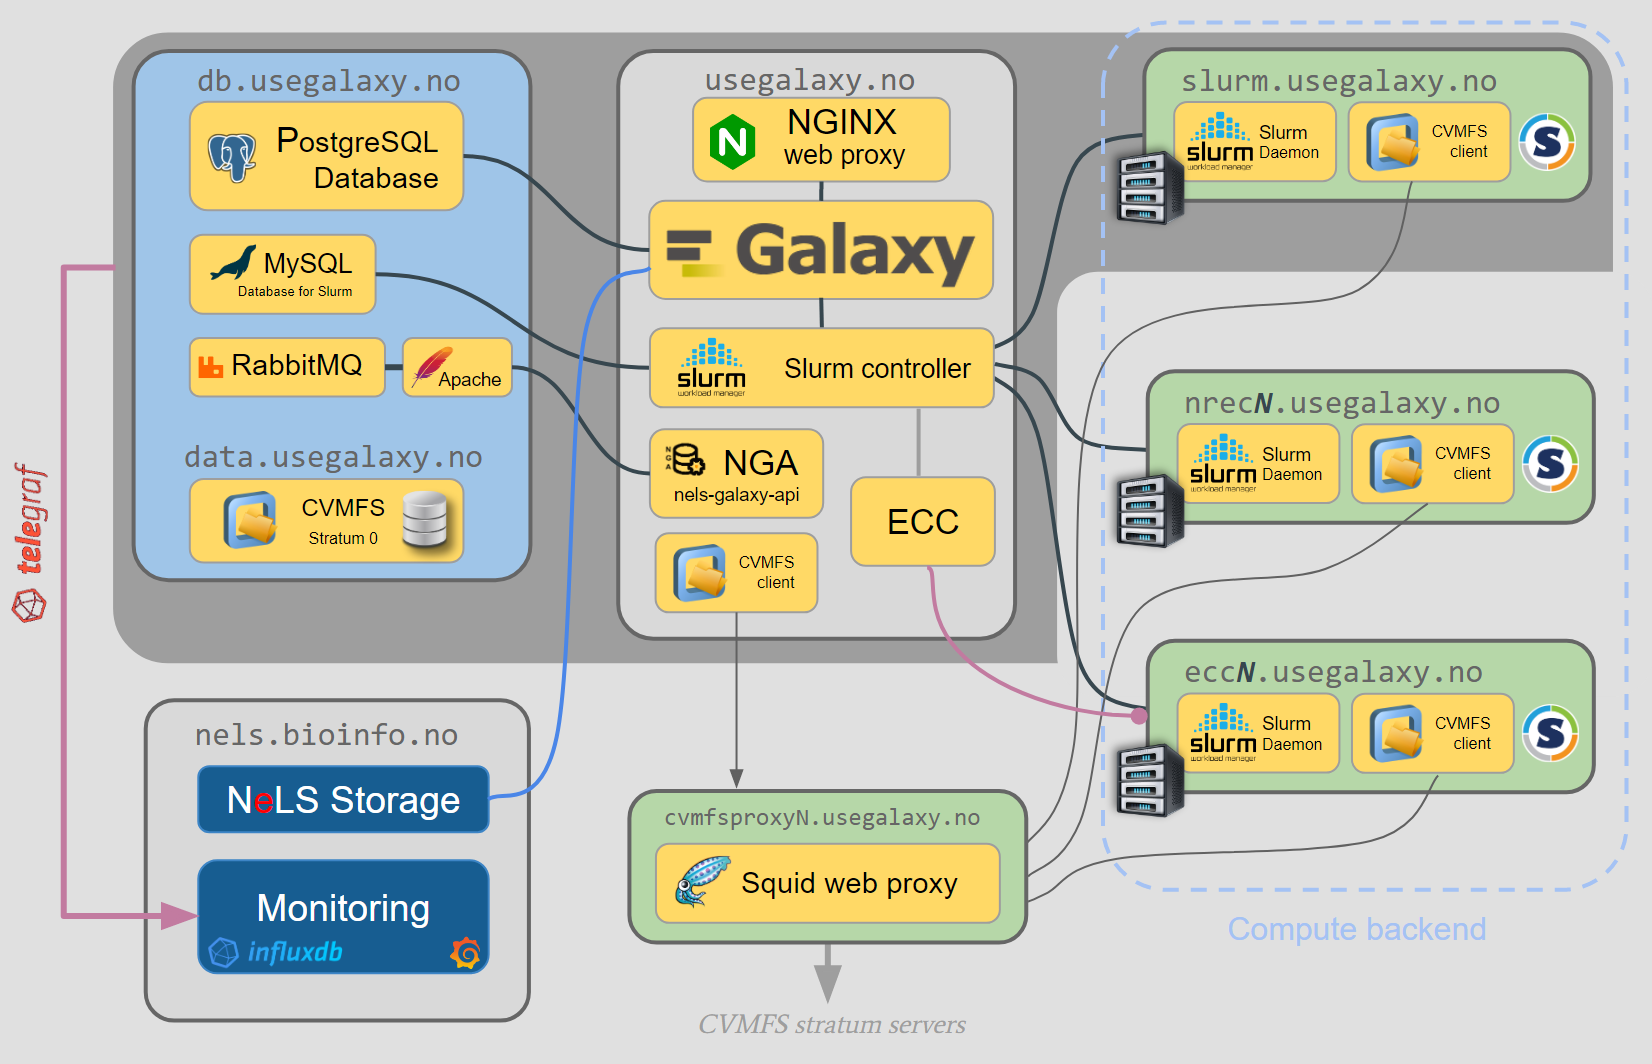 db.usegalaxy.no
PostgreSQL
Database
MySQL
Database for Slurm
RabbitMQ
Apache
data.usegalaxy.no
CVMFS
Stratum 0
telegraf
usegalaxy.no
N
NGINX
web proxy
Galaxy
slurm
workload manager
Slurm controller
NGA
NGA
nels-galaxy-api
ECC
CVMFS
client
slurm.usegalaxy.no
slurm
workload manager
Slurm
Daemon
CVMFS
client
S
nrecN.usegalaxy.no
slurm
workload manager
Slurm
Daemon
CVMFS
client
S
eccN.usegalaxy.no
slurm
workload manager
Slurm
Daemon
CVMFS
client
S
Compute backend
nels.bioinfo.no
NeLS Storage
Monitoring
influxdb
cvmfsproxyN.usegalaxy.no
Squid web proxy
CVMFS stratum servers